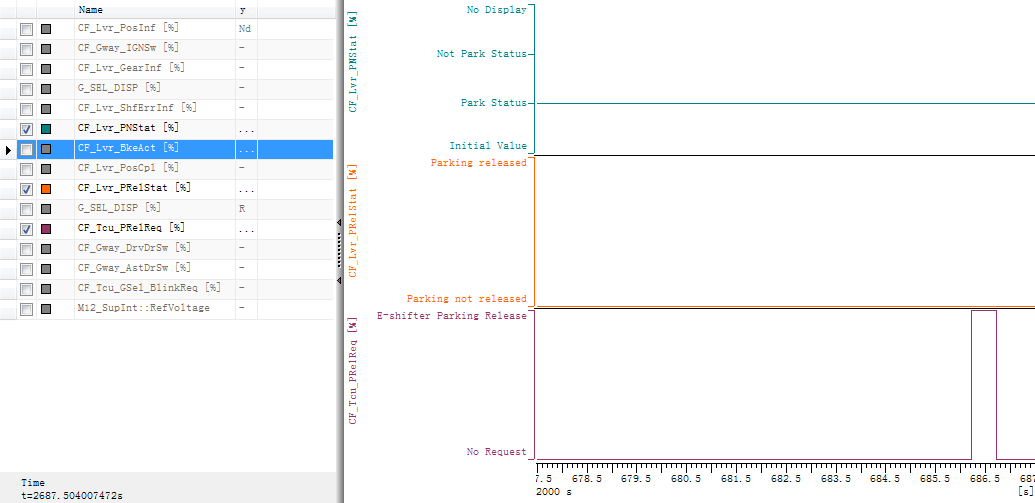 Name y
CF_Lvr_PosInf [%] Nd
CF_Gway_IGNSw [%] -
CF_Lvr_GearInf [%] -
G_SEL_DISP [%] -
CF_Lvr_ShfErrInf [%] -
CF_Lvr_PNStat [%] ...
CF_Lvr_BkeAct [%] ...
CF_Lvr_PosCpl [%] -
CF_Lvr_PRelStat [%] ...
G_SEL_DISP [%] R
CF_Tcu_PRelReq [%] ...
CF_Gway_DrvDrSw [%] -
CF_Gway_AstDrSw [%] -
CF_Tcu_GSel_BlinkReq [%] -
M12_SupInt::RefVoltage -
Time
t=2687.504007472s
CF_Lvr_PNStat [%]
No Display
Not Park Status
Park Status
Initial Value
CF_Lvr_PRelStat [%]
Parking released
Parking not released
CF_Tcu_PRelReq [%]
E-shifter Parking Release
No Request
7.5 678.5 679.5 680.5 681.5 682.5 683.5 684.5 685.5 686.5 687
2000 s [s]